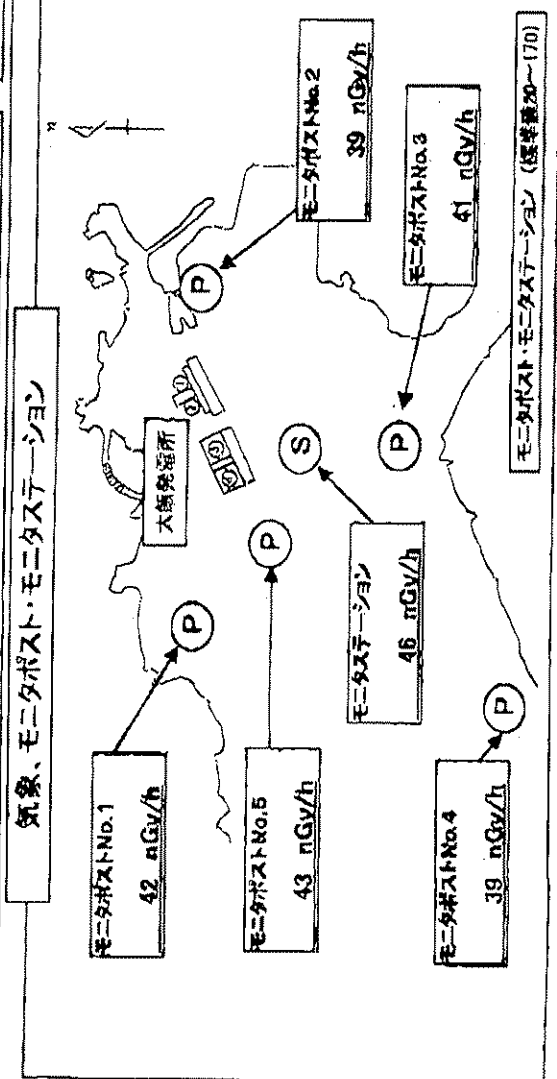 気象、モニタポスト・モニタステーション
大飯発電所
モニタポストNo.1
42 nGy/h
モニタポストNo.2
39 nGy/h
モニタポストNo.5
43 nGy/h
モニタステーション
46 nGy/h
モニタポストNo.3
41 nGy/h
モニタポストNo.4
39 nGy/h
P
P
P
S
P
P
モニタポスト・モニタステーション (標準値20〜170)